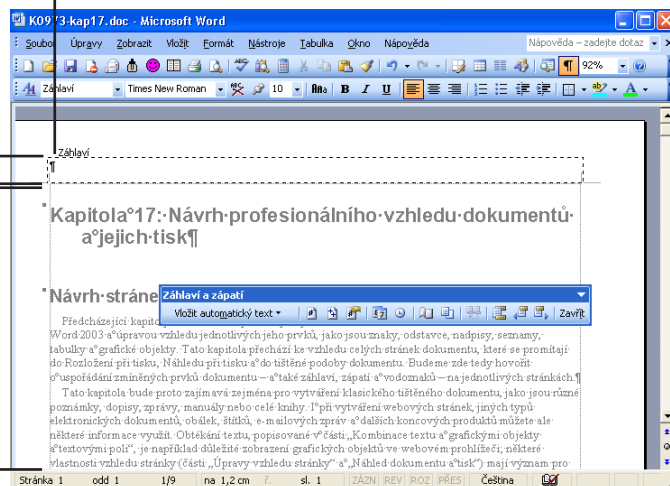 K0973-kap17.doc - Microsoft Word
Soubor Úpravy Zobrazit Vložit Formát Nástroje Tabulka Okno Nápověda Nápověda – zadejte dotaz
92%
Záhlaví Times New Roman 10 B I U
Záhlaví
¶
Kapitola°17:·Návrh·profesionálního·vzhledu·dokumentů·
a°jejich·tisk¶
Návrh·stráne
Záhlaví a zápatí
Vložit automatický text Zavřít
Předcházející·kapito
Word·2003·a°úpravou·vzhledu·jednotlivých·jeho·prvků,·jako·jsou·znaky,·odstavce,·nadpisy,·seznamy,·
tabulky·a°grafické·objekty.·Tato·kapitola·přechází·ke·vzhledu·celých·stránek·dokumentu,·které·se·promítají·
do·Rozložení·při·tisku,·Náhledu·při·tisku·a°do·tištěné·podoby·dokumentu.·Budeme·zde·tedy·hovořit·
o°uspořádání·zmíněných·prvků·dokumentu·–·a°také·záhlaví,·zápatí·a°vodoznaků·–·na·jednotlivých·stránkách.¶
Tato·kapitola·bude·proto·zajímavá·zejména·pro·vytváření·klasického·tištěného·dokumentu,·jako·jsou·různé·
poznámky,·dopisy,·zprávy,·manuály·nebo·celé·knihy.·I°při·vytváření·webových·stránek,·jiných·typů·
elektronických·dokumentů,·obálek,·štítků,·e-mailových·zpráv·a°dalších·koncových·produktů·můžete·ale·
některé·informace·využít.·Obtékání·textu,·popisované·v°části·„Kombinace·textu·a°grafickými·objekty·
a°textovými·poli“,·je·například·důležité·zobrazení·grafických·objektů·ve·webovém·prohlížeči;·některé·
vlastnosti·vzhledu·stránky·(části·„Úpravy·vzhledu·stránky“·a°„Náhled·dokumentu·a°tisk“)·mají·význam·pro·
Stránka 1 odd 1 1/9 na 1,2 cm ř. sl. 1 ZÁZN REV ROZ PŘES Čeština